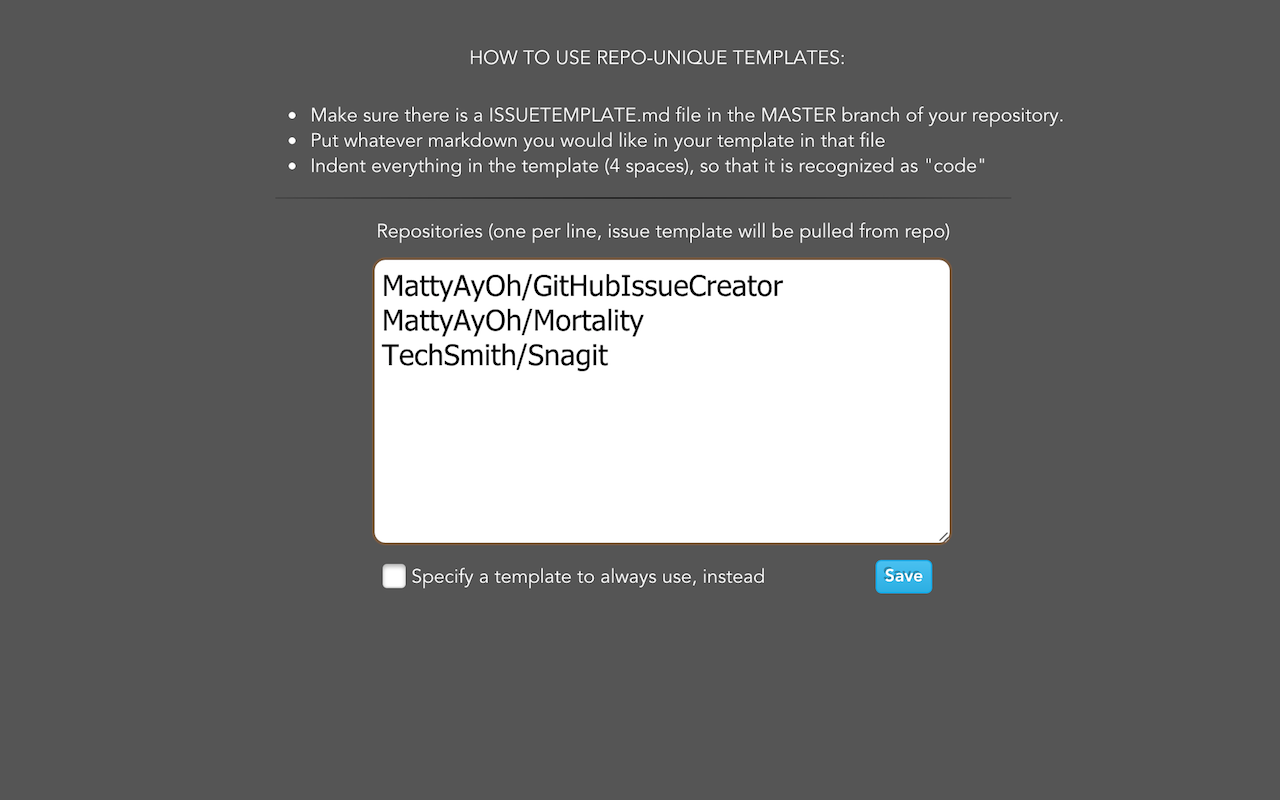 HOW TO USE REPO-UNIQUE TEMPLATES:
• Make sure there is a ISSUETEMPLATE.md file in the MASTER branch of your repository.
• Put whatever markdown you would like in your template in that file
• Indent everything in the template (4 spaces), so that it is recognized as "code"
Repositories (one per line, issue template will be pulled from repo)
MattyAyOh/GitHubIssueCreator
MattyAyOh/Mortality
TechSmith/Snagit
Specify a template to always use, instead
Save